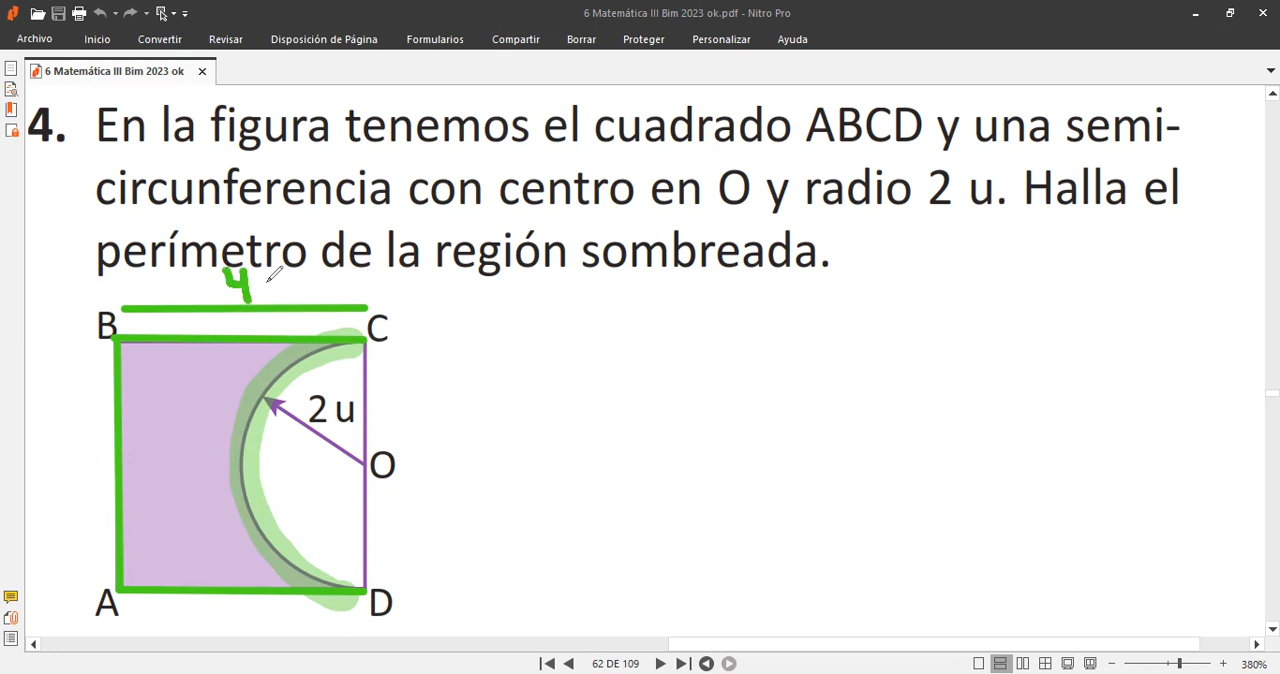 6 Matemática III Bim 2023 ok.pdf - Nitro Pro
Archivo Inicio Convertir Revisar Disposición de Página Formularios Compartir Borrar Proteger Personalizar Ayuda
6 Matemática III Bim 2023 ok
4. En la figura tenemos el cuadrado ABCD y una semi-
circunferencia con centro en O y radio 2 u. Halla el
perímetro de la región sombreada.
4
B C
2 u
O
A D
62 DE 109
380%